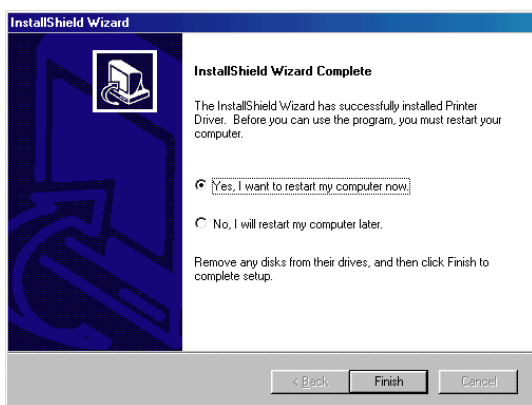 InstallShield Wizard
InstallShield Wizard Complete
The InstallShield Wizard has successfully installed Printer
Driver. Before you can use the program, you must restart your
computer.
Yes, I want to restart my computer now.
No, I will restart my computer later.
Remove any disks from their drives, and then click Finish to
complete setup.
< Back Finish Cancel